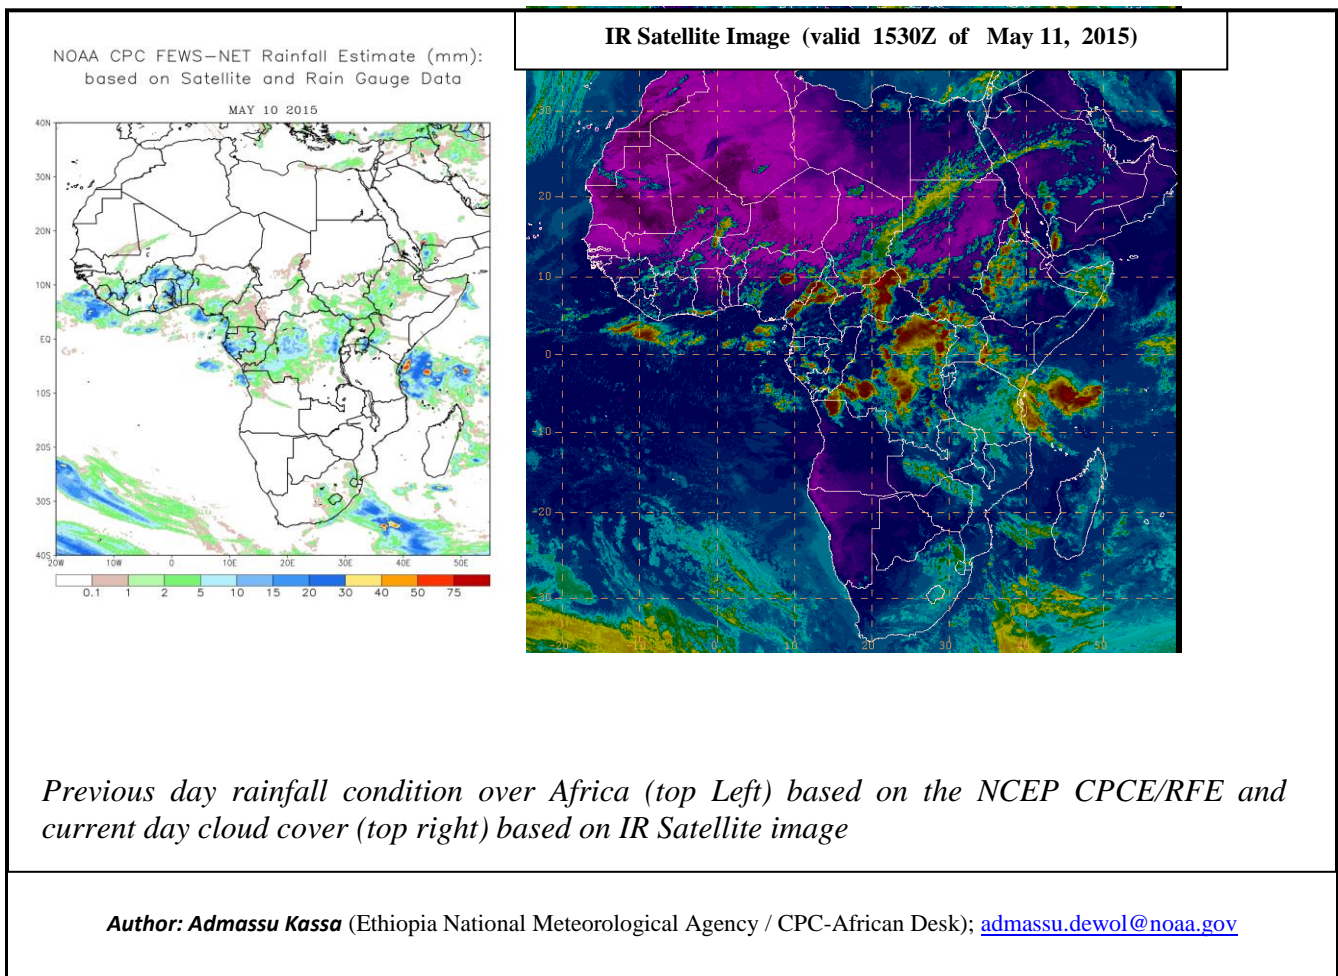 NOAA CPC FEWS-NET Rainfall Estimate (mm):
based on Satellite and Rain Gauge Data
MAY 10 2015
40N
30N
20N
10N
EQ
10S
20S
30S
40S
20W 10W 0 10E 20E 30E 40E 50E
0.1 1 2 5 10 15 20 30 40 50 75
IR Satellite Image (valid 1530Z of May 11, 2015)
30
20
10
0
-10
-20
-30
-20 -10 0 10 20 30 40 50
Previous day rainfall condition over Africa (top Left) based on the NCEP CPCE/RFE and
current day cloud cover (top right) based on IR Satellite image
Author: Admassu Kassa (Ethiopia National Meteorological Agency / CPC-African Desk); admassu.dewol@noaa.gov